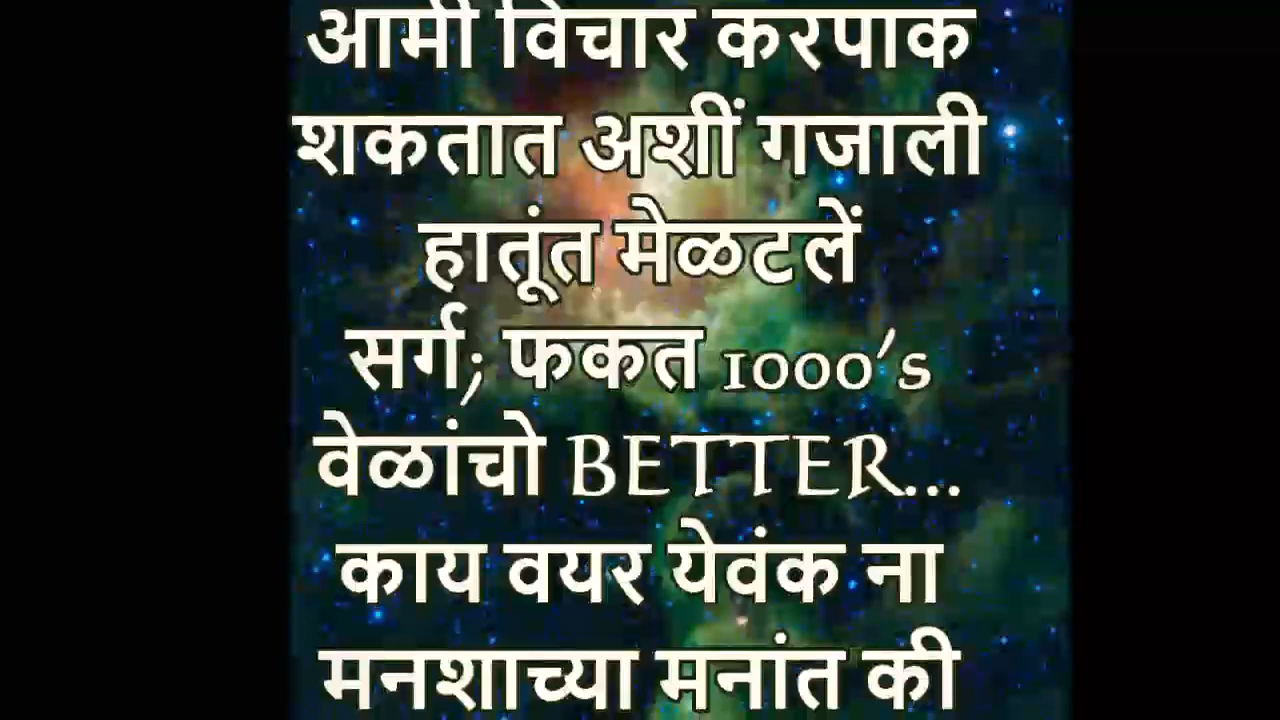 आमी विचार करपाक
शकतात अशीं गजाली
हातूंत मेळटलें
सर्ग; फकत 1000's
वेळांचो BETTER...
काय वयर येवंक ना
मनशाच्या मनांत की